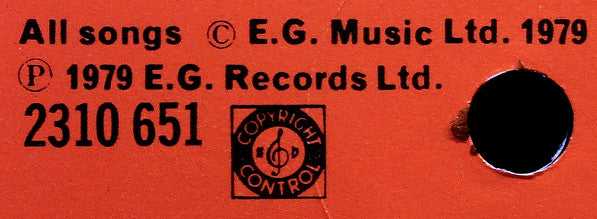 All songs © E.G. Music Ltd. 1979
℗ 1979 E.G. Records Ltd.
2310 651
COPYRIGHT
CONTROL